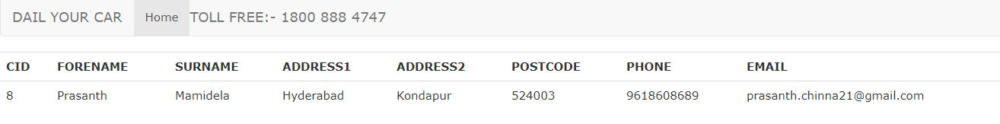 DAIL YOUR CAR Home TOLL FREE:- 1800 888 4747
CID FORENAME SURNAME ADDRESS1 ADDRESS2 POSTCODE PHONE EMAIL
8 Prasanth Mamidela Hyderabad Kondapur 524003 9618608689 prasanth.chinna21@gmail.com